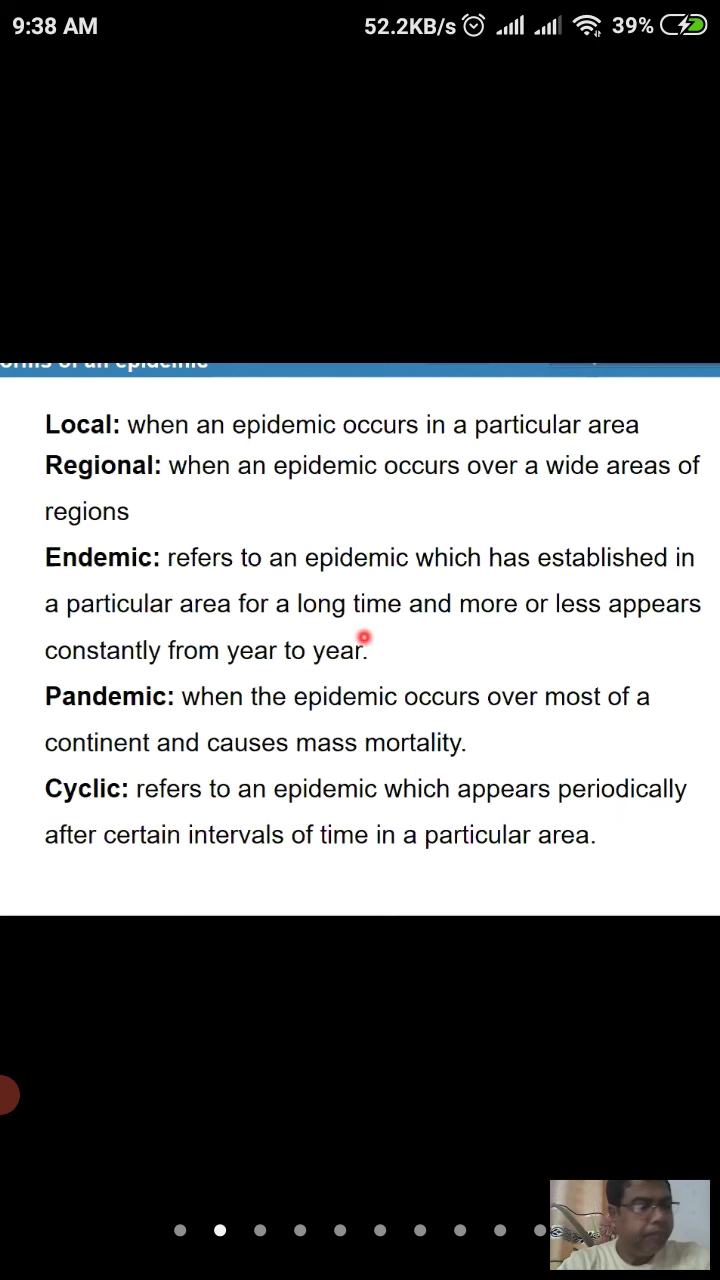 9:38 AM 52.2KB/s 39%
orms of an epidemic
Local: when an epidemic occurs in a particular area
Regional: when an epidemic occurs over a wide areas of
regions
Endemic: refers to an epidemic which has established in
a particular area for a long time and more or less appears
constantly from year to year.
Pandemic: when the epidemic occurs over most of a
continent and causes mass mortality.
Cyclic: refers to an epidemic which appears periodically
after certain intervals of time in a particular area.